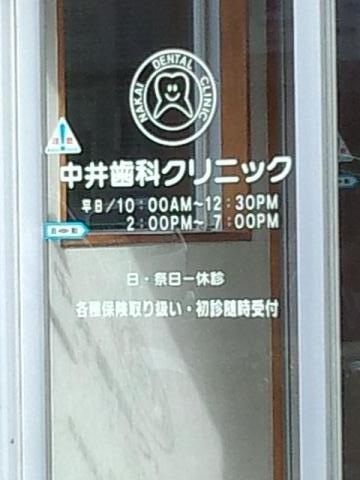 NAKAI DENTAL CLINIC
注意
中井歯科クリニック
平日/10:00AM~12:30PM
2:00PM~7:00PM
日・祭日ー休診
各種保険取り扱い・初診随時受付